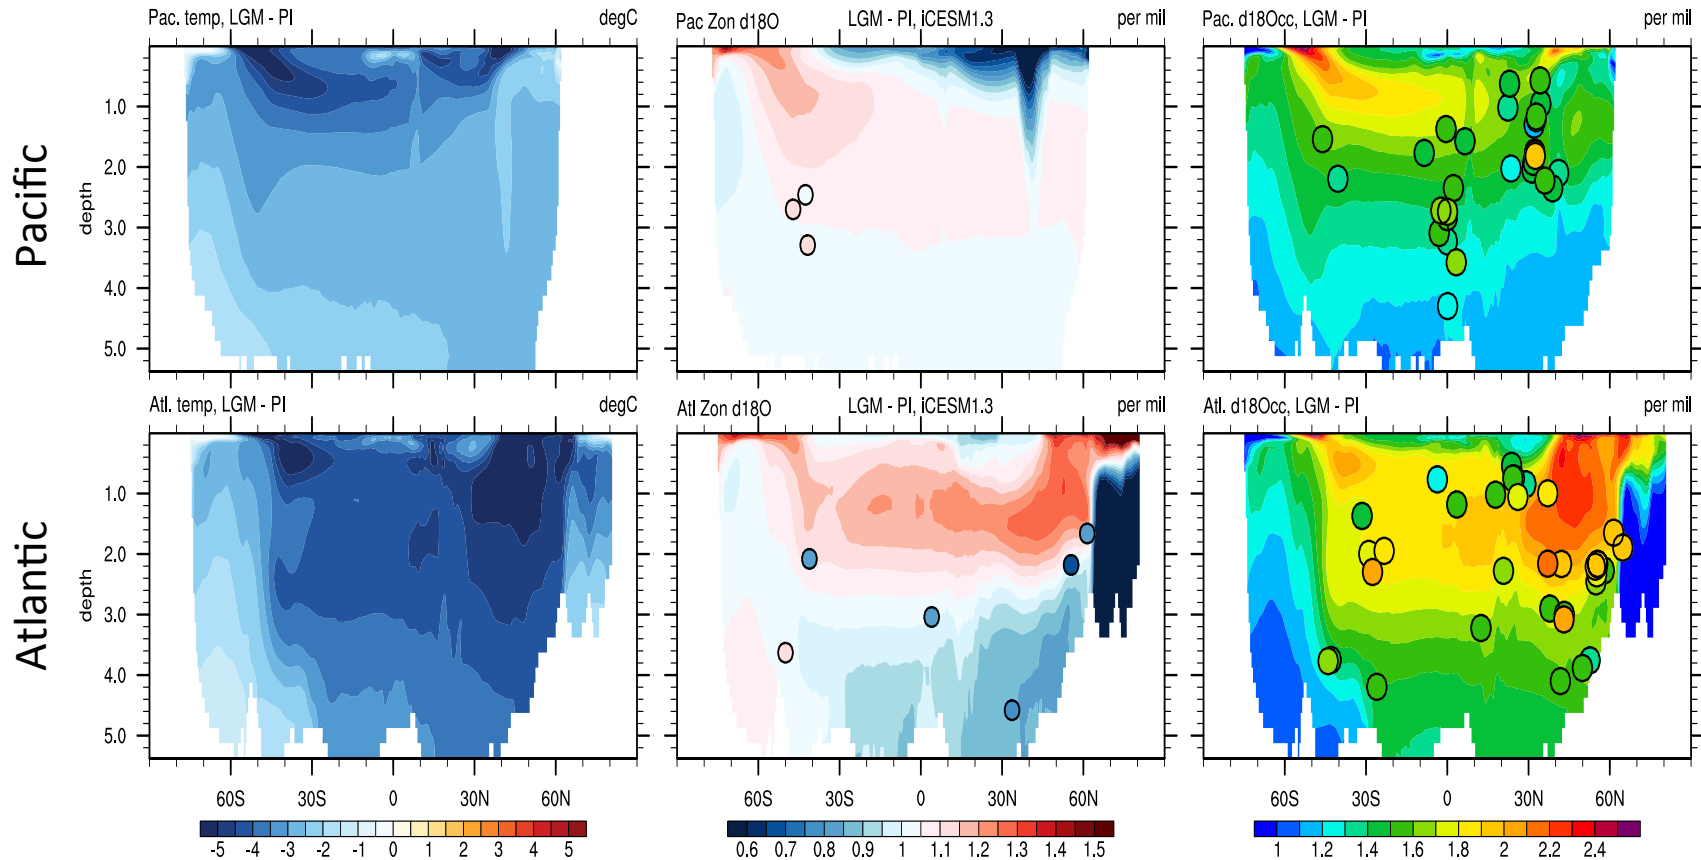 Pacific
Pac. temp, LGM - PI degC
depth
1.0
2.0
3.0
4.0
5.0
Pac Zon d18O LGM - PI, iCESM1.3 per mil
Pac. d18Occ, LGM - PI per mil
Atlantic
Atl. temp, LGM - PI degC
depth
1.0
2.0
3.0
4.0
5.0
60S 30S 0 30N 60N
-5 -4 -3 -2 -1 0 1 2 3 4 5
Atl Zon d18O LGM - PI, iCESM1.3 per mil
60S 30S 0 30N 60N
0.6 0.7 0.8 0.9 1 1.1 1.2 1.3 1.4 1.5
Atl. d18Occ, LGM - PI per mil
60S 30S 0 30N 60N
1 1.2 1.4 1.6 1.8 2 2.2 2.4